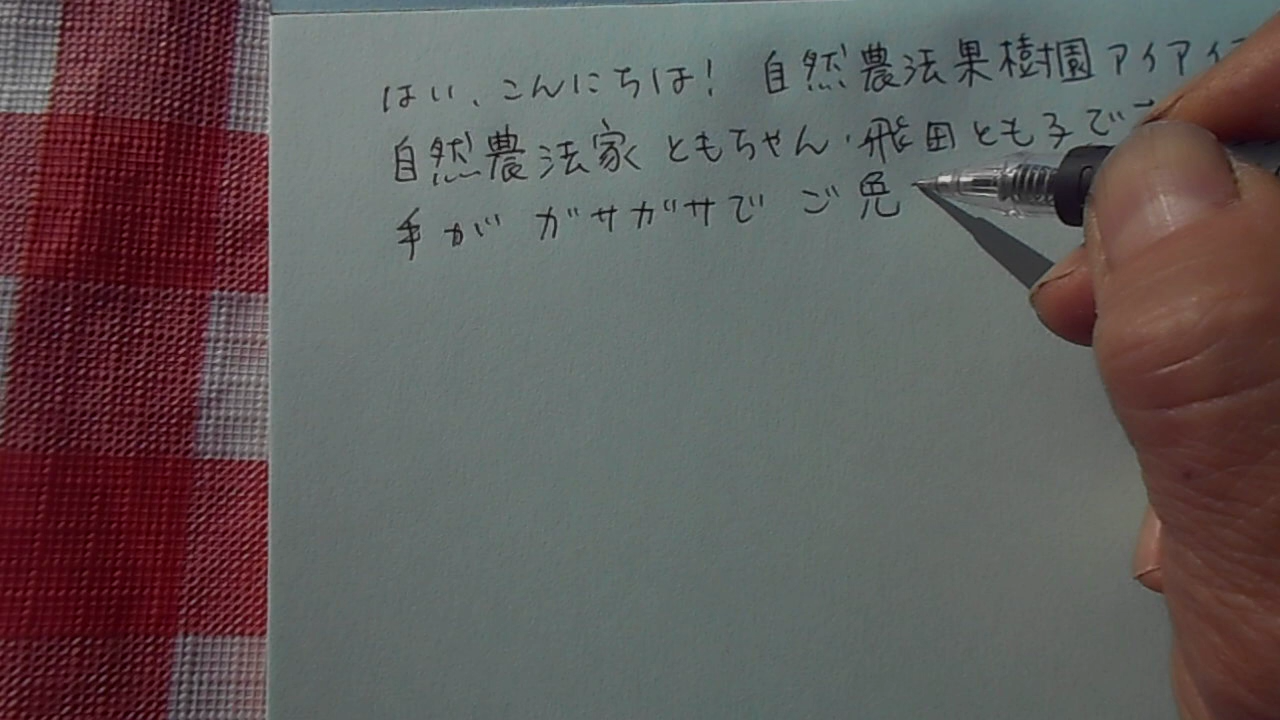 はい、こんにちは! 自然農法果樹園アイアイ
自然農法家 ともちゃん・飛田とも子で
手が ガサガサで ご免